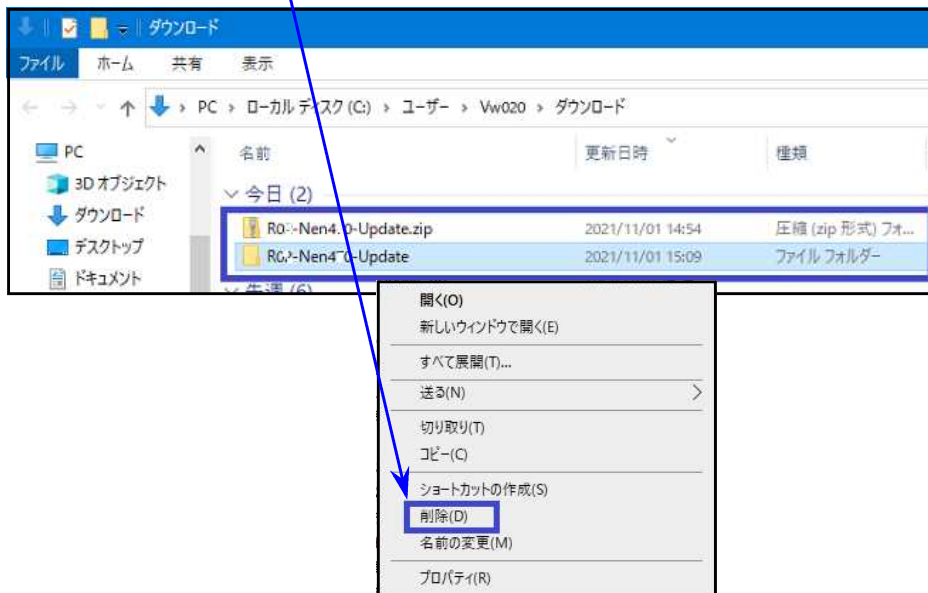 ダウンロード
ファイル ホーム 共有 表示
PC › ローカル ディスク (C:) › ユーザー › Vw020 › ダウンロード
PC
3D オブジェクト
ダウンロード
デスクトップ
ドキュメント
名前 更新日時 種類
今日 (2)
-Update.zip 2021/11/01 14:54 圧縮 (zip 形式) フォ...
-Update 2021/11/01 15:09 ファイル フォルダー
先週 (6)
開く(O)
新しいウィンドウで開く(E)
すべて展開(T)...
送る(N)
切り取り(T)
コピー(C)
ショートカットの作成(S)
削除(D)
名前の変更(M)
プロパティ(R)